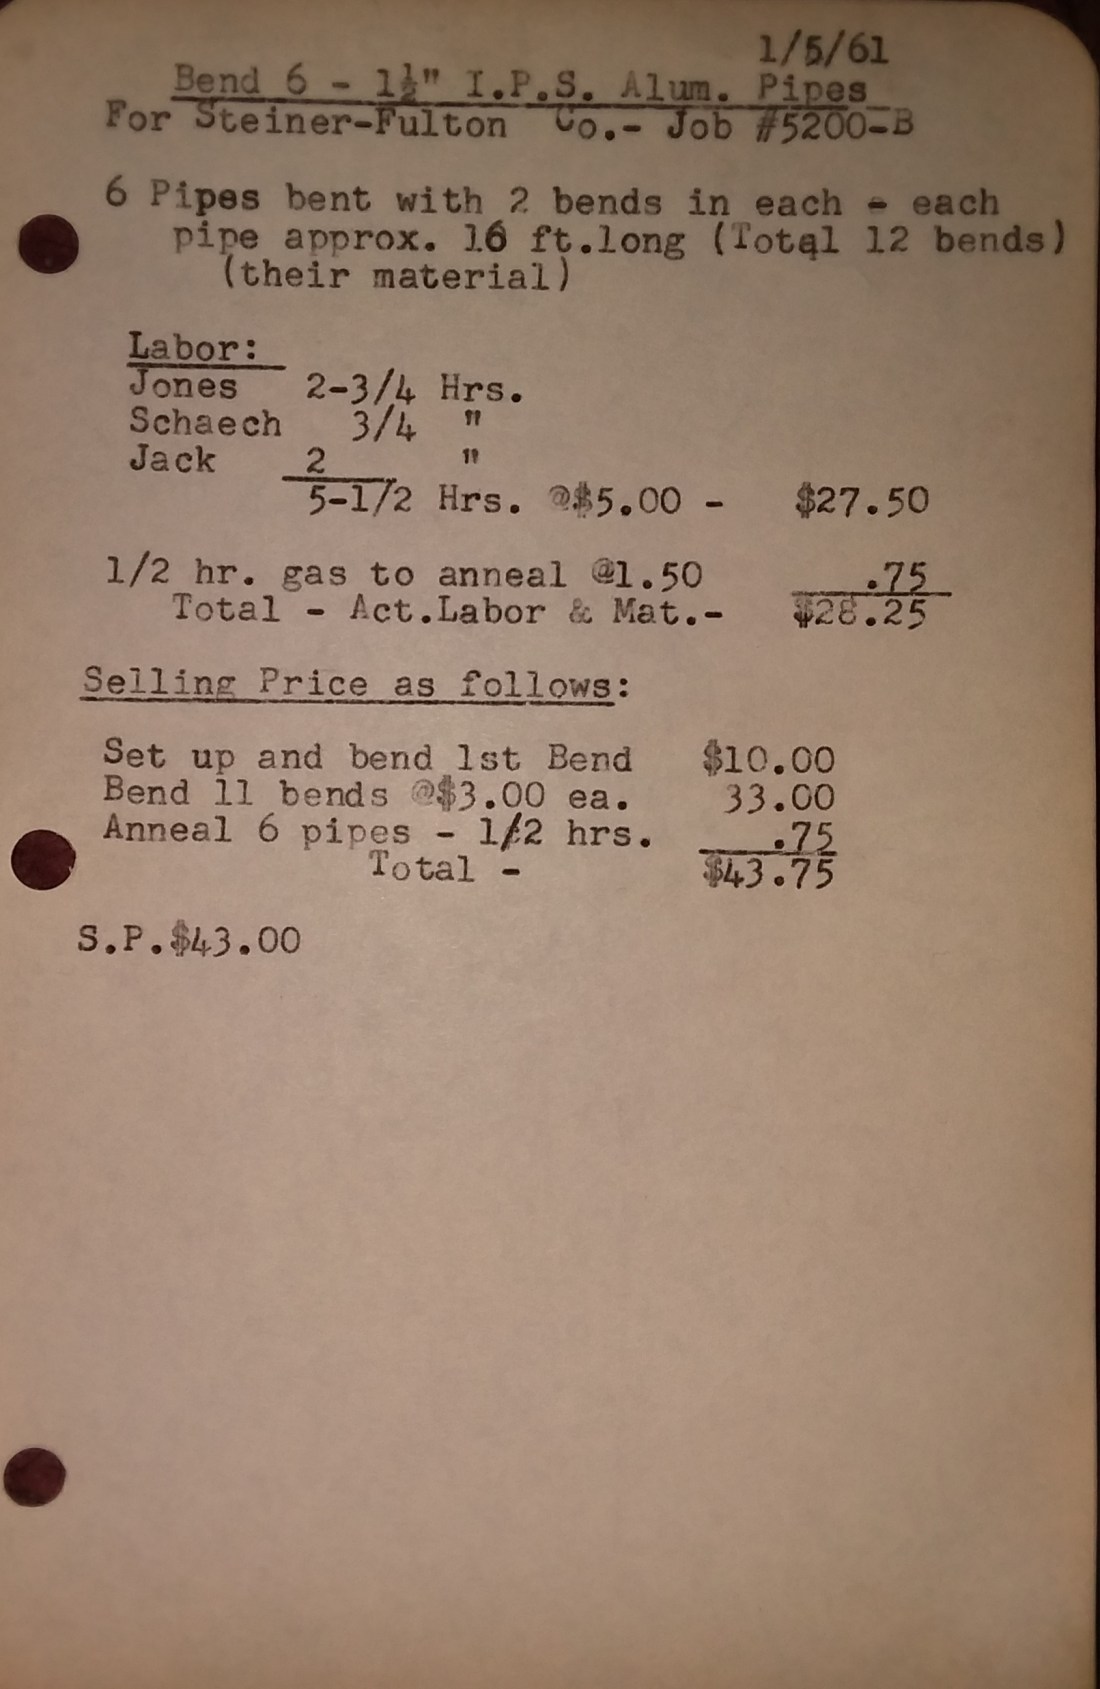 1/5/61
Bend 6 - 1½" I.P.S. Alum. Pipes
For Steiner-Fulton Co.- Job #5200-B
6 Pipes bent with 2 bends in each - each
pipe approx. 16 ft.long (Total 12 bends)
(their material)
Labor:
Jones 2-3/4 Hrs.
Schaech 3/4 "
Jack 2 "
5-1/2 Hrs. @$5.00 - $27.50
1/2 hr. gas to anneal @1.50 .75
Total - Act.Labor & Mat.- $28.25
Selling Price as follows:
Set up and bend 1st Bend $10.00
Bend 11 bends @$3.00 ea. 33.00
Anneal 6 pipes - 1/2 hrs. .75
Total - $43.75
S.P.$43.00